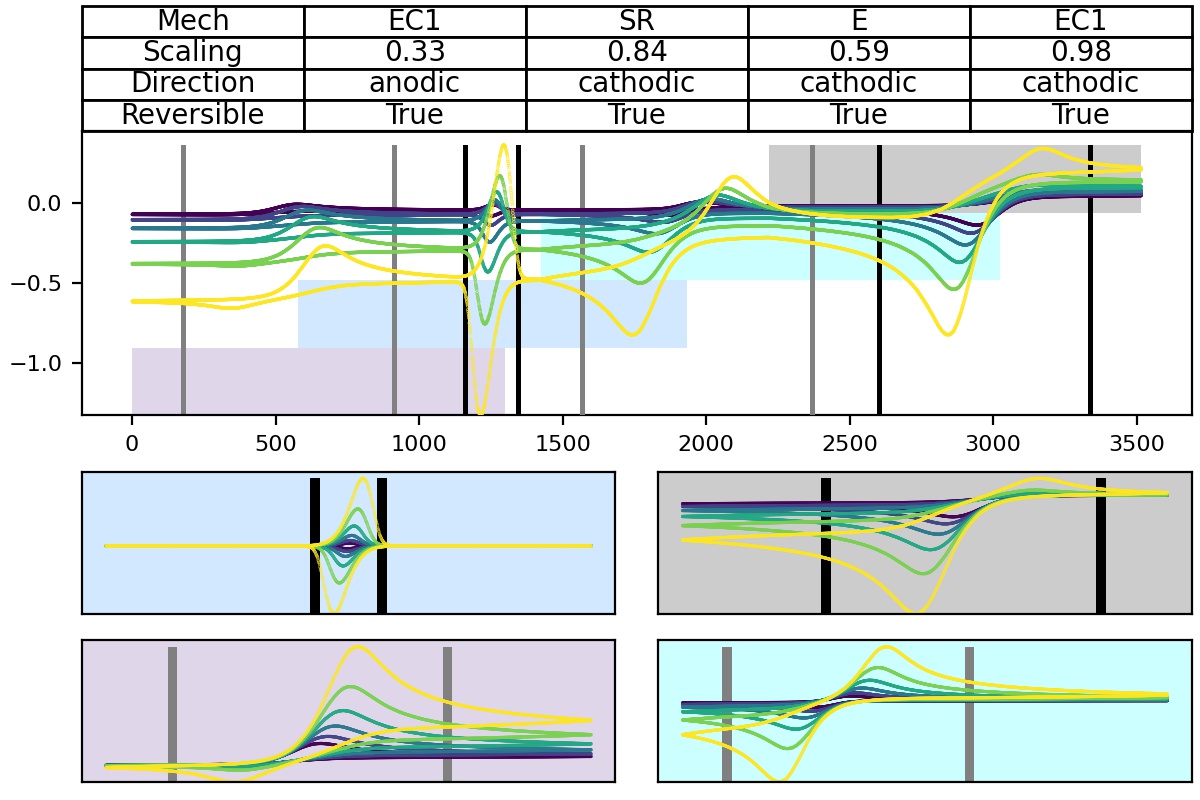 Mech EC1 SR E EC1
Scaling 0.33 0.84 0.59 0.98
Direction anodic cathodic cathodic cathodic
Reversible True True True True
0.0
−0.5
−1.0
0 500 1000 1500 2000 2500 3000 3500